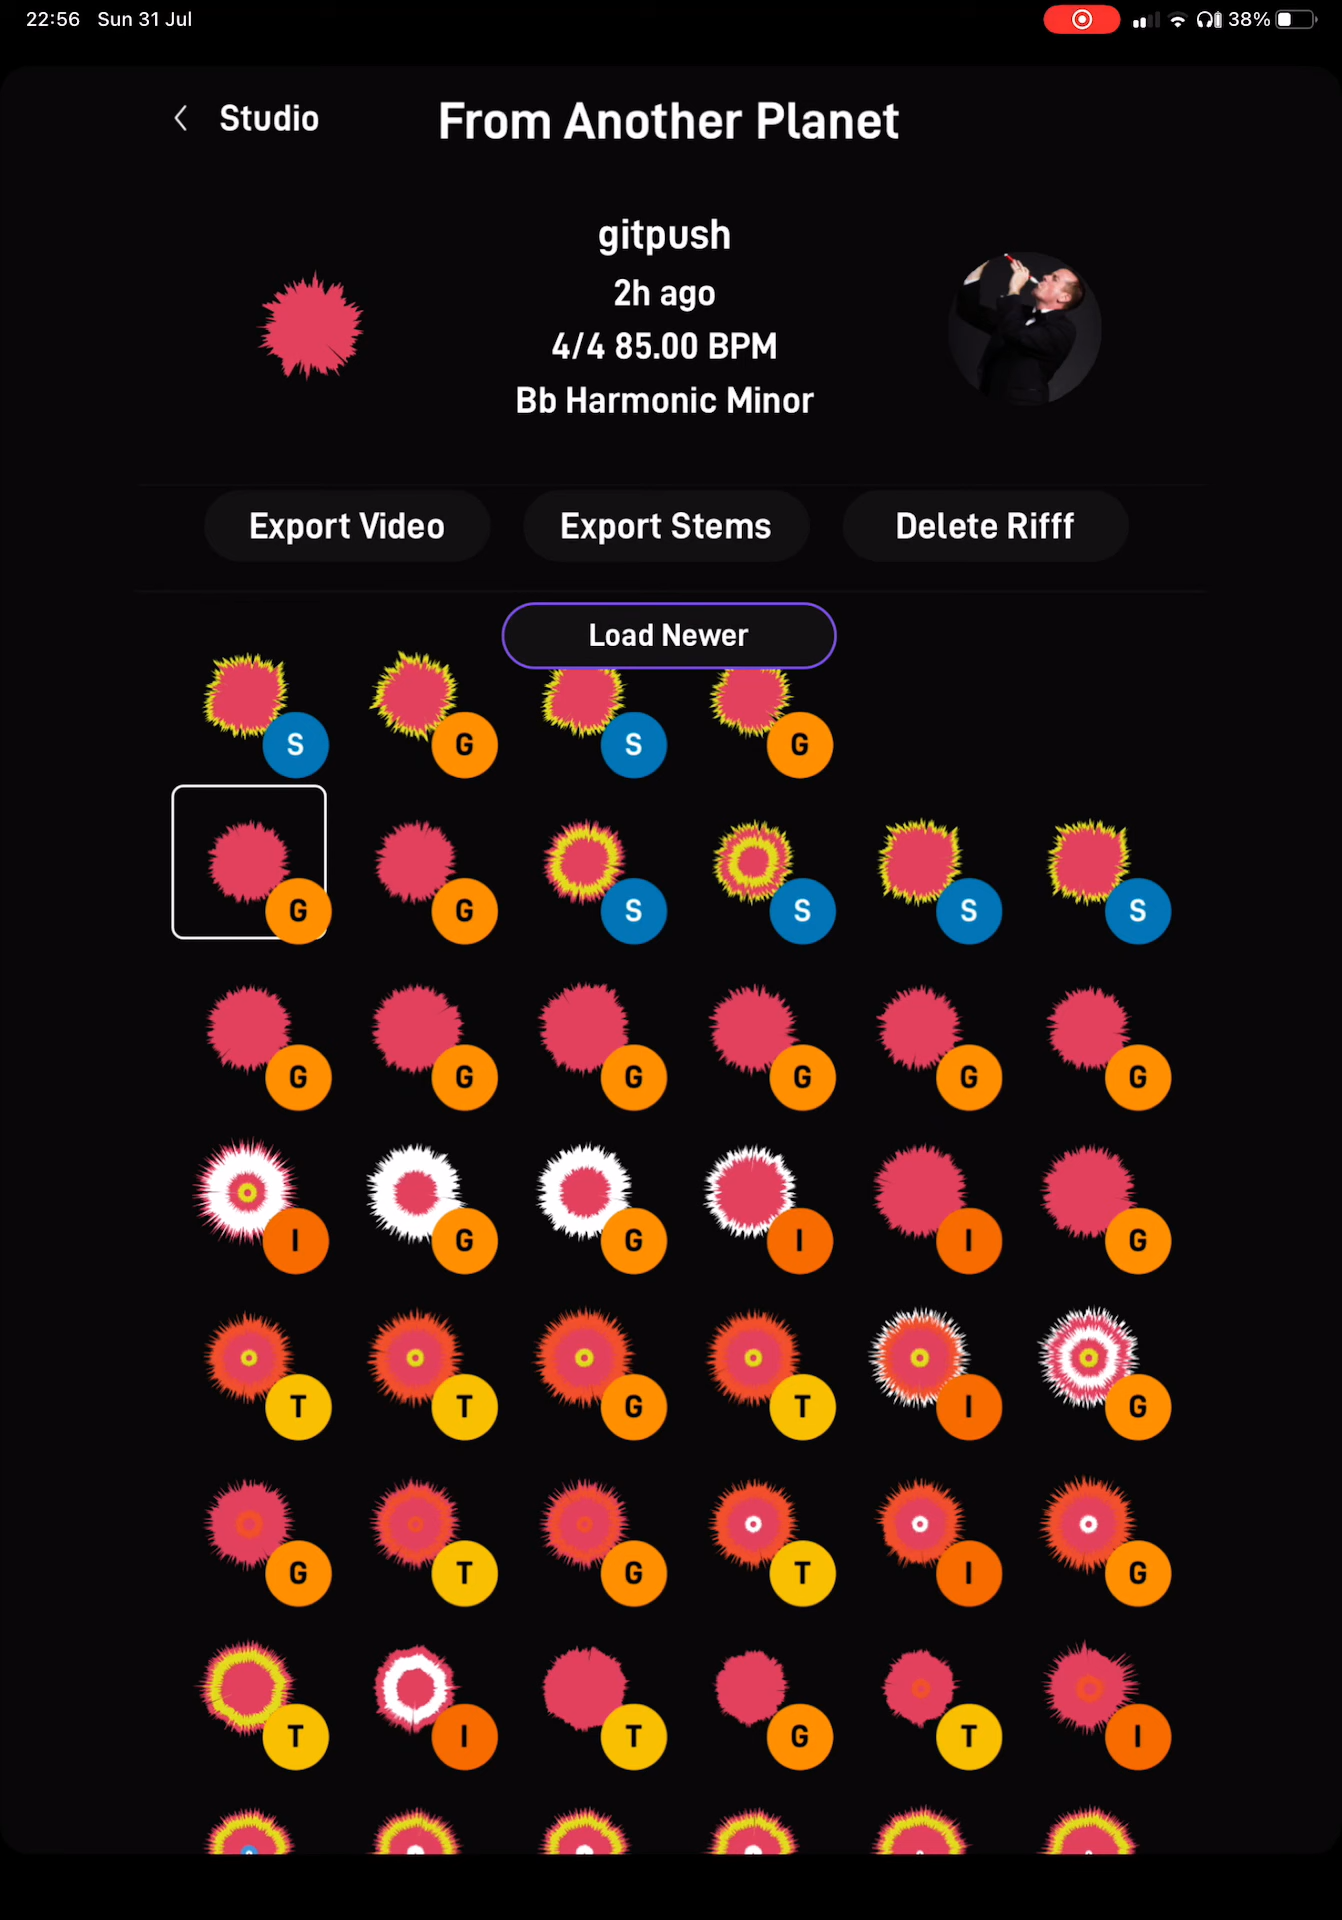 22:56 Sun 31 Jul 38%
Studio From Another Planet
gitpush
2h ago
4/4 85.00 BPM
Bb Harmonic Minor
Export Video Export Stems Delete Rifff
Load Newer
S G S G
G G S S S S
G G G G G G
I G G I I G
T T G T I G
G T G T I G
T I T G T I